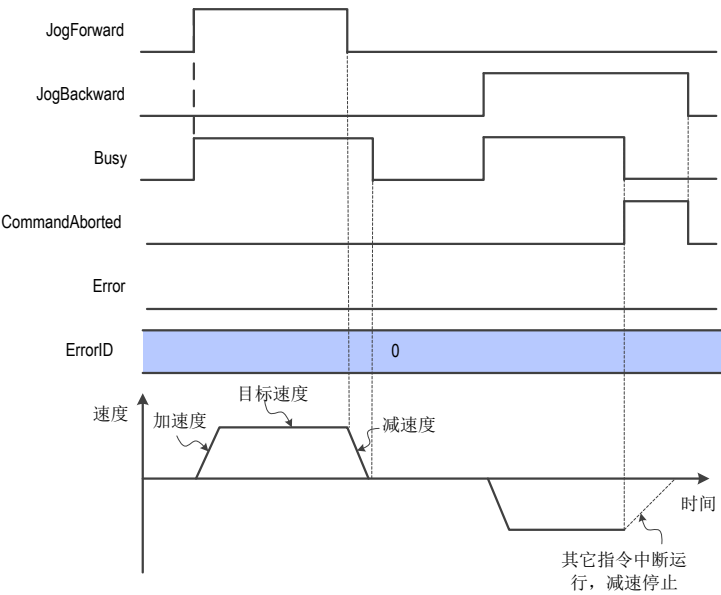 JogForward
JogBackward
Busy
CommandAborted
Error
ErrorID
0
目标速度
速度
加速度
减速度
时间
其它指令中断运
行，减速停止